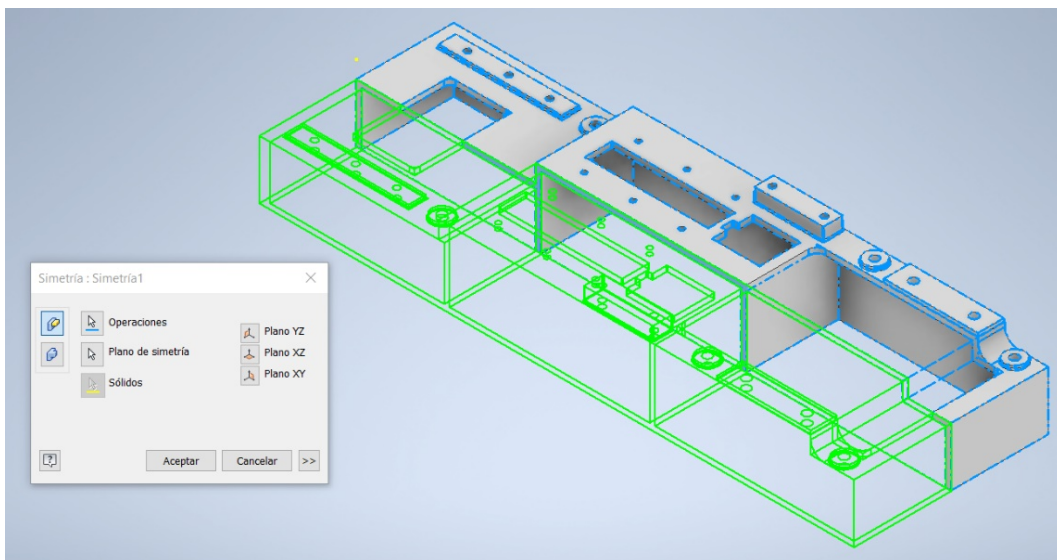 Simetría : Simetría1
Operaciones
Plano de simetría
Sólidos
Plano YZ
Plano XZ
Plano XY
?
Aceptar
Cancelar
>>